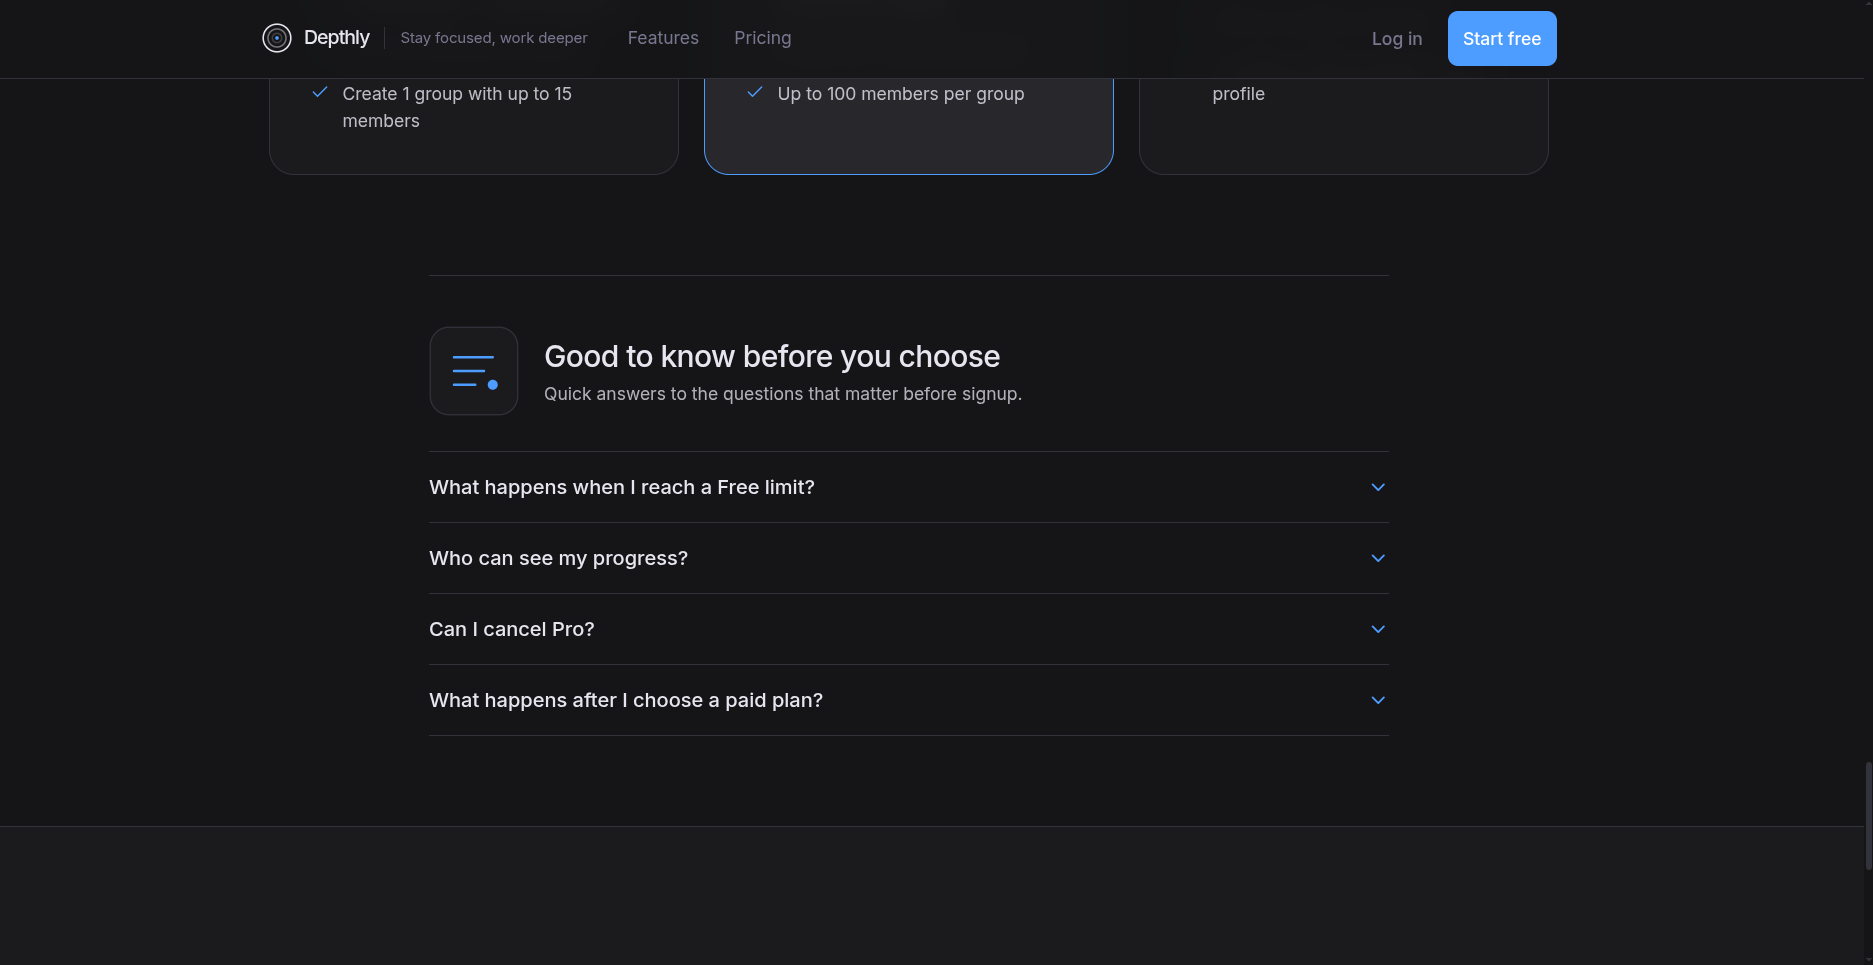 Depthly
Stay focused, work deeper
Features
Pricing
Log in
Start free
Create 1 group with up to 15
members
Up to 100 members per group
profile
Good to know before you choose
Quick answers to the questions that matter before signup.
What happens when I reach a Free limit?
Who can see my progress?
Can I cancel Pro?
What happens after I choose a paid plan?